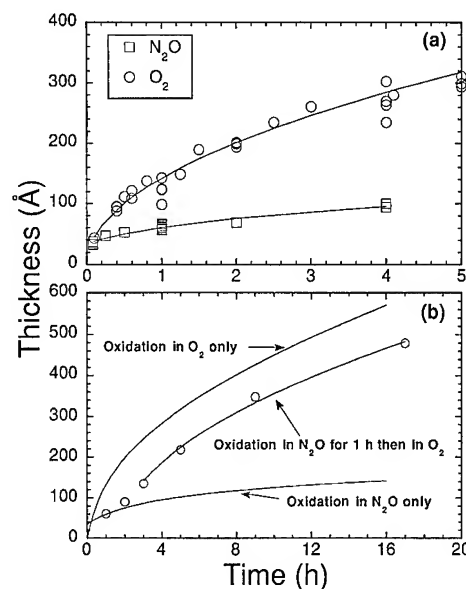 400
300
200
100
0
Thickness (Å)
N₂O
O₂
(a)
0 1 2 3 4 5
600
500
400
300
200
100
0
(b)
Oxidation in O₂ only
Oxidation in N₂O for 1 h then in O₂
Oxidation in N₂O only
0 4 8 12 16 20
Time (h)